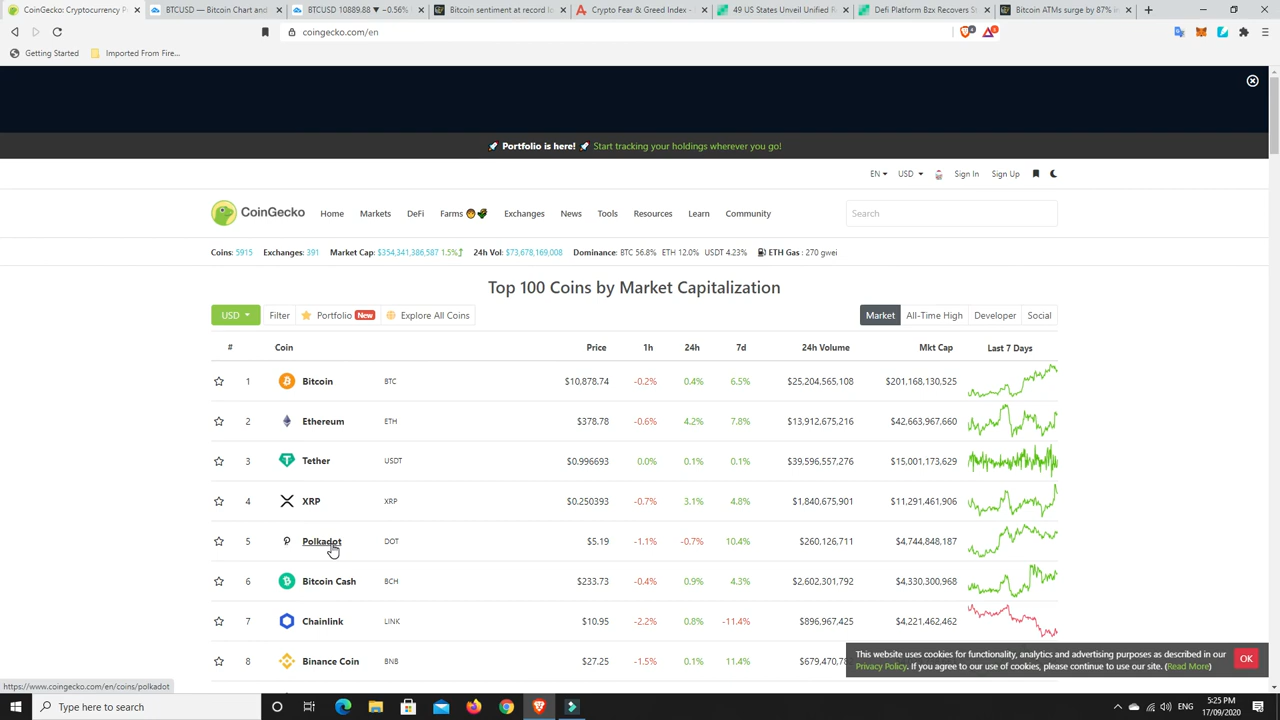 CoinGecko: Cryptocurrency P
BTCUSD — Bitcoin Chart and
BTCUSD 10889.88 ▼ −0.56%
Bitcoin sentiment at record lo
Crypto Fear & Greed Index -
49 US States Unveil Unified
Defi Platform Bzx Recovers S
Bitcoin ATMs surge by 87% in
coingecko.com/en
Getting Started
Imported From Fire...
Portfolio is here! Start tracking your holdings wherever you go!
EN USD Sign In Sign Up
CoinGecko Home Markets DeFi Farms Exchanges News Tools Resources Learn Community Search
Coins: 5915 Exchanges: 391 Market Cap: $354,341,386,587 1.5% 24h Vol: $73,678,169,008 Dominance: BTC 56.8% ETH 12.0% USDT 4.23% ETH Gas : 270 gwei
Top 100 Coins by Market Capitalization
USD Filter Portfolio New Explore All Coins Market All-Time High Developer Social
# Coin Price 1h 24h 7d 24h Volume Mkt Cap Last 7 Days
1 Bitcoin BTC $10,878.74 -0.2% 0.4% 6.5% $25,204,565,108 $201,168,130,525
2 Ethereum ETH $378.78 -0.6% 4.2% 7.8% $13,912,675,216 $42,663,967,660
3 Tether USDT $0.996693 0.0% 0.1% 0.1% $39,596,557,276 $15,001,173,629
4 XRP XRP $0.250393 -0.7% 3.1% 4.8% $1,840,675,901 $11,291,461,906
5 Polkadot DOT $5.19 -1.1% -0.7% 10.4% $260,126,711 $4,744,848,187
6 Bitcoin Cash BCH $233.73 -0.4% 0.9% 4.3% $2,602,301,792 $4,330,300,968
7 Chainlink LINK $10.95 -2.2% 0.8% -11.4% $896,967,425 $4,221,462,462
8 Binance Coin BNB $27.25 -1.5% 0.1% 11.4% $679,470,78
This website uses cookies for functionality, analytics and advertising purposes as described in our
Privacy Policy. If you agree to our use of cookies, please continue to use our site. (Read More)
OK
https://www.coingecko.com/en/coins/polkadot
Type here to search
ENG
5:25 PM
17/09/2020